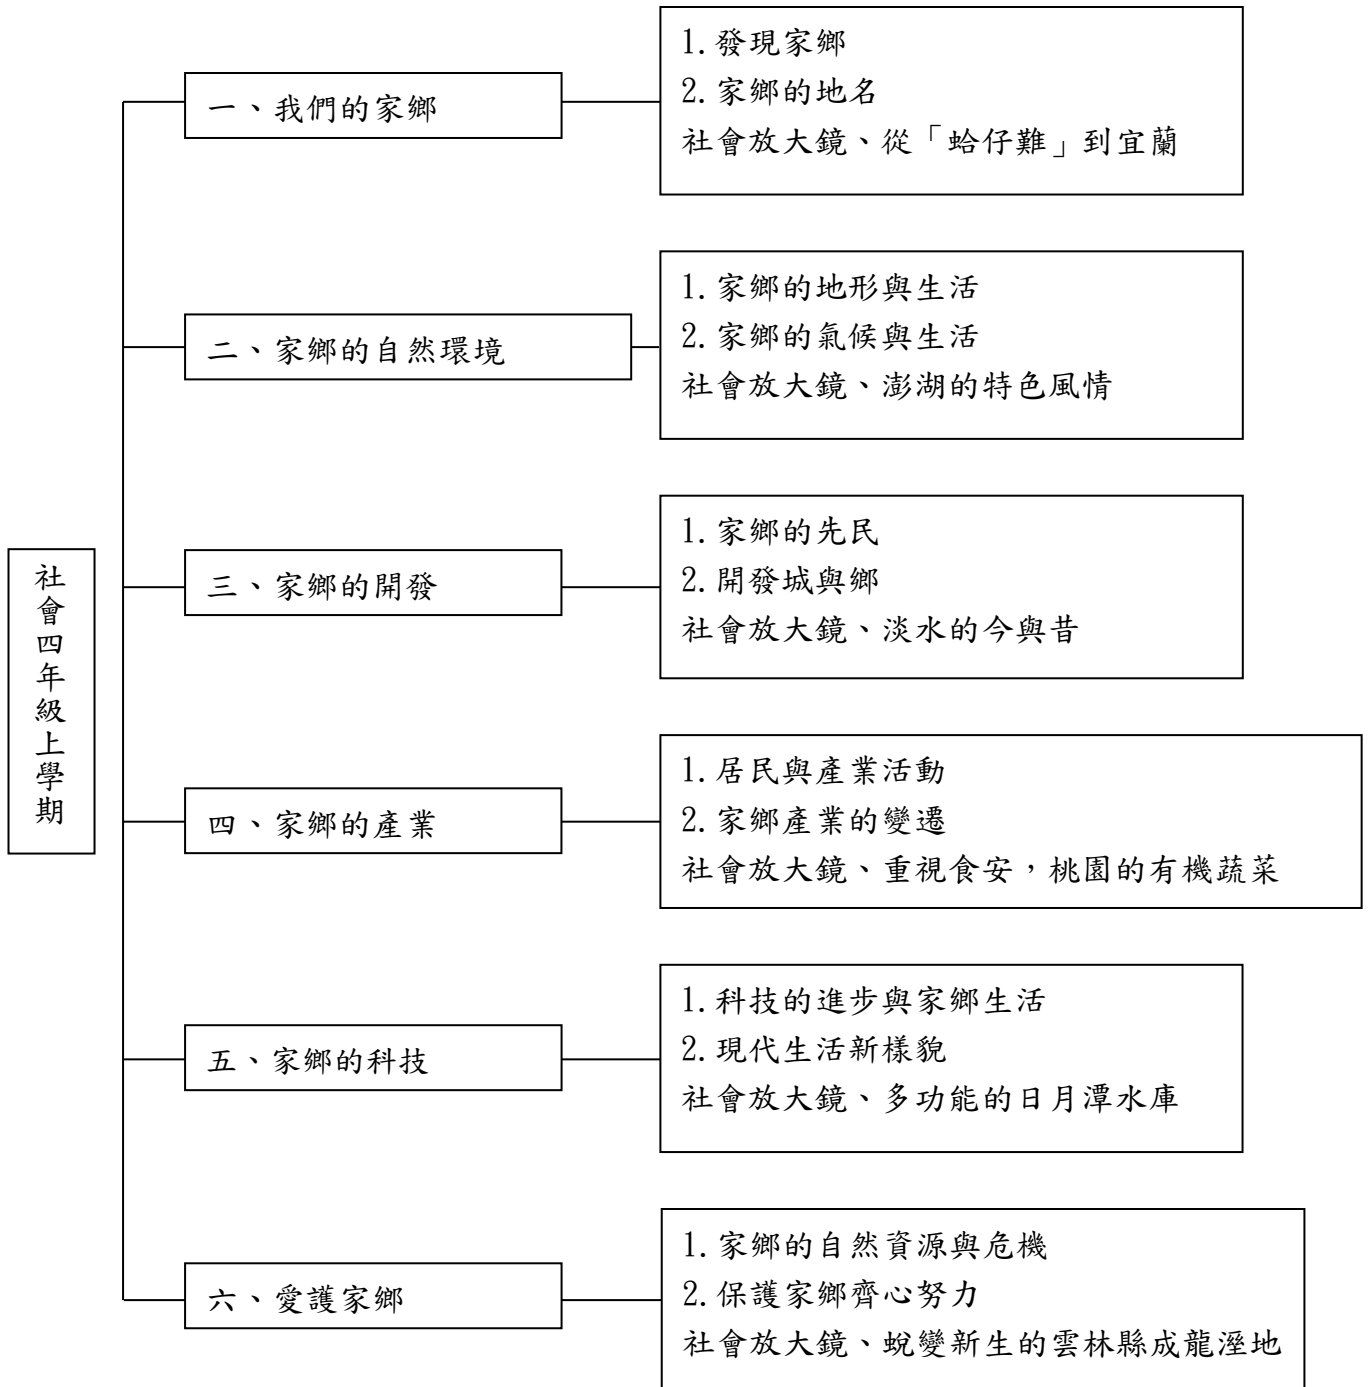 社會四年級上學期
一、我們的家鄉
1.發現家鄉
2.家鄉的地名
社會放大鏡、從「蛤仔難」到宜蘭
二、家鄉的自然環境
1.家鄉的地形與生活
2.家鄉的氣候與生活
社會放大鏡、澎湖的特色風情
三、家鄉的開發
1.家鄉的先民
2.開發城與鄉
社會放大鏡、淡水的今與昔
四、家鄉的產業
1.居民與產業活動
2.家鄉產業的變遷
社會放大鏡、重視食安，桃園的有機蔬菜
五、家鄉的科技
1.科技的進步與家鄉生活
2.現代生活新樣貌
社會放大鏡、多功能的日月潭水庫
六、愛護家鄉
1.家鄉的自然資源與危機
2.保護家鄉齊心努力
社會放大鏡、蛻變新生的雲林縣成龍溼地